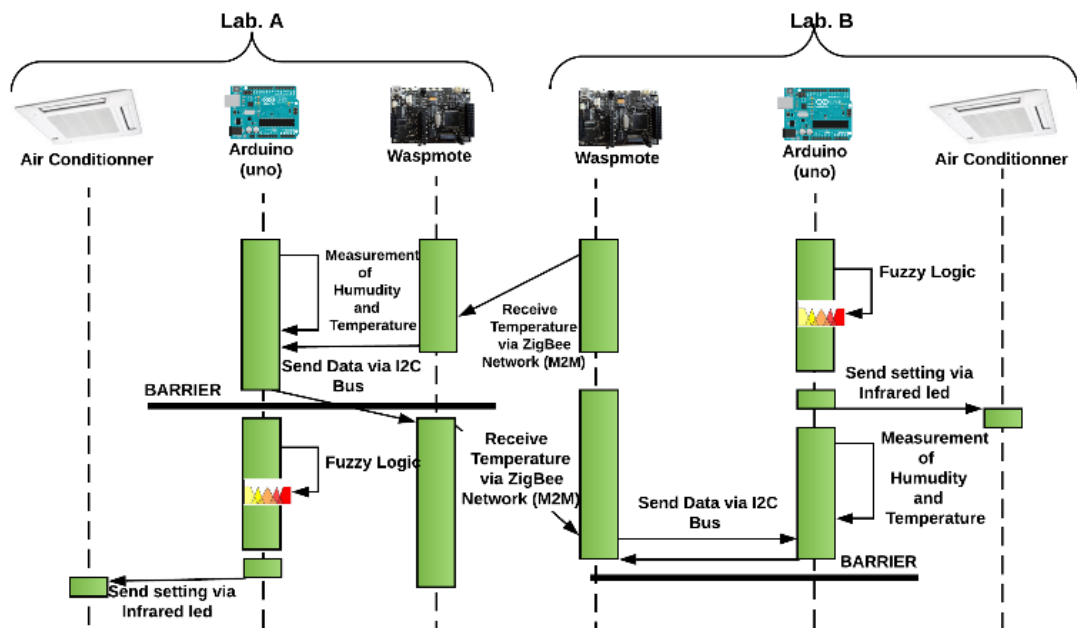 Lab. A
Lab. B
Air Conditionner
Arduino
(uno)
Waspmote
Waspmote
Arduino
(uno)
Air Conditionner
Measurement
of
Humudity
and
Temperature
Receive
Temperature
via ZigBee
Network (M2M)
Fuzzy Logic
Send Data via I2C
Bus
BARRIER
Send setting via
Infrared led
Fuzzy Logic
Receive
Temperature
via ZigBee
Network (M2M)
Measurement
of
Humudity
and
Temperature
Send Data via I2C
Bus
BARRIER
Send setting via
Infrared led